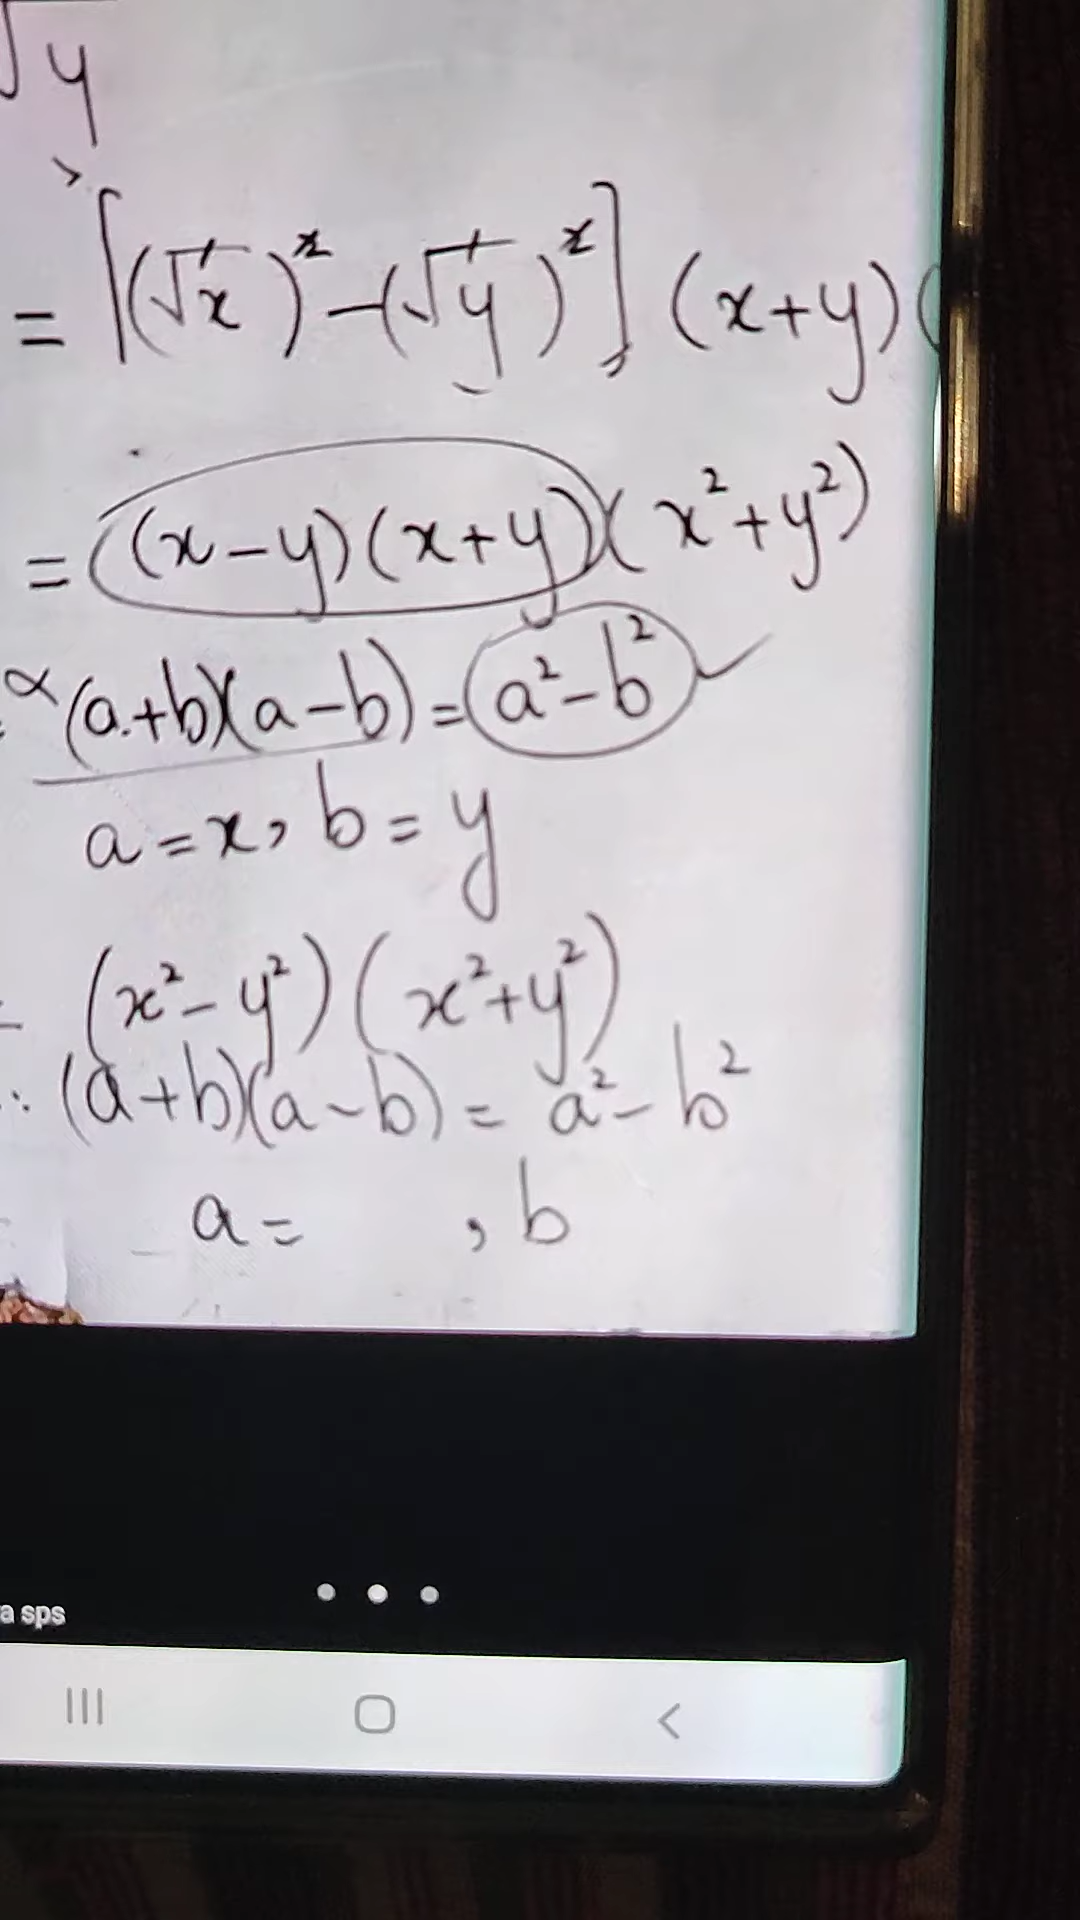 √y
= [(√x)² - (√y)²] (x+y)(
= (x-y)(x+y)(x²+y²)
(a+b)(a-b) = a²-b²
a = x, b = y
= (x²-y²)(x²+y²)
∴ (a+b)(a-b) = a²-b²
a = , b
a sps